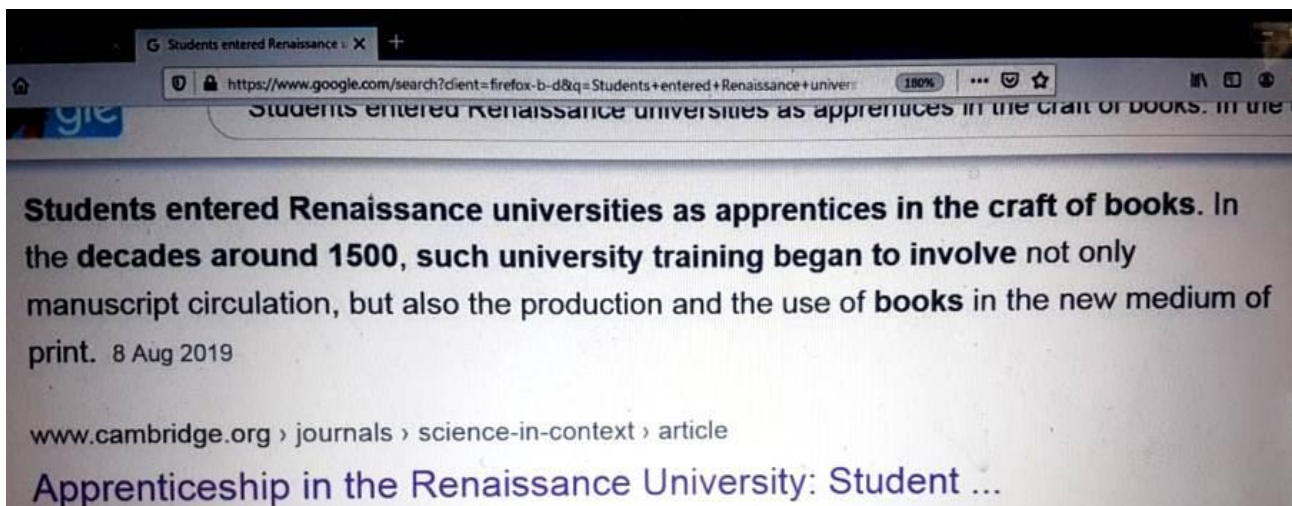 Students entered Renaissance u
https://www.google.com/search?client=firefox-b-d&q=Students+entered+Renaissance+univers 180%
gle Students entered Renaissance universities as apprentices in the craft of books. In the
Students entered Renaissance universities as apprentices in the craft of books. In
the decades around 1500, such university training began to involve not only
manuscript circulation, but also the production and the use of books in the new medium of
print. 8 Aug 2019
www.cambridge.org › journals › science-in-context › article
Apprenticeship in the Renaissance University: Student ...